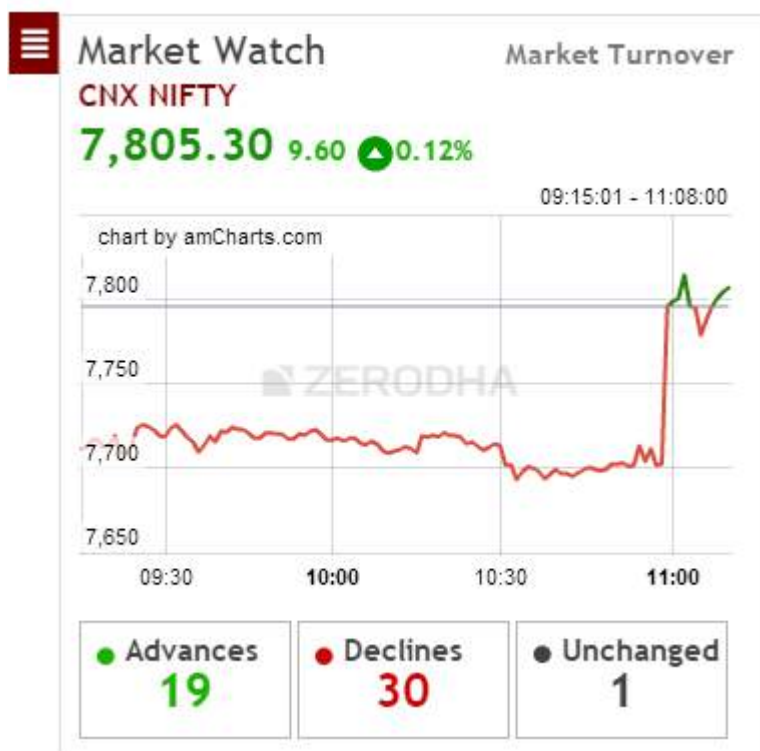 Market Watch
Market Turnover
CNX NIFTY
7,805.30 9.60 0.12%
09:15:01 - 11:08:00
chart by amCharts.com
7,800
7,750
ZERODHA
7,700
7,650
09:30 10:00 10:30 11:00
Advances
19
Declines
30
Unchanged
1